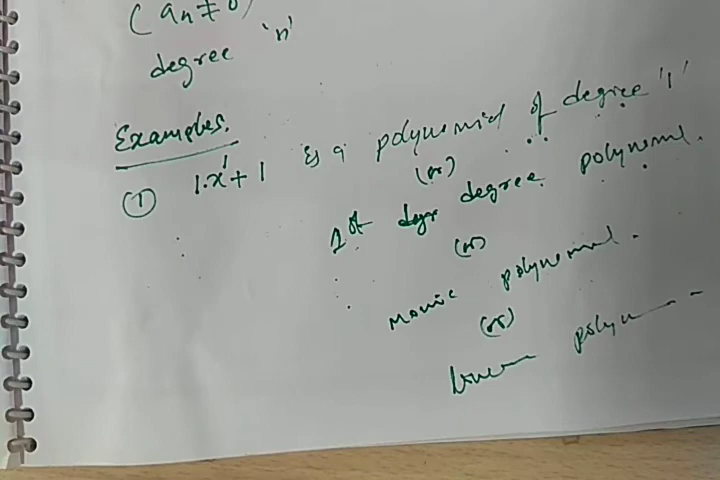 (an ≠ 0)
degree 'n'
Examples.
① 1.x¹ + 1 is a polynomial of degree '1'
(or)
1st degree polynomial.
(or)
Monic polynomial.
(or)